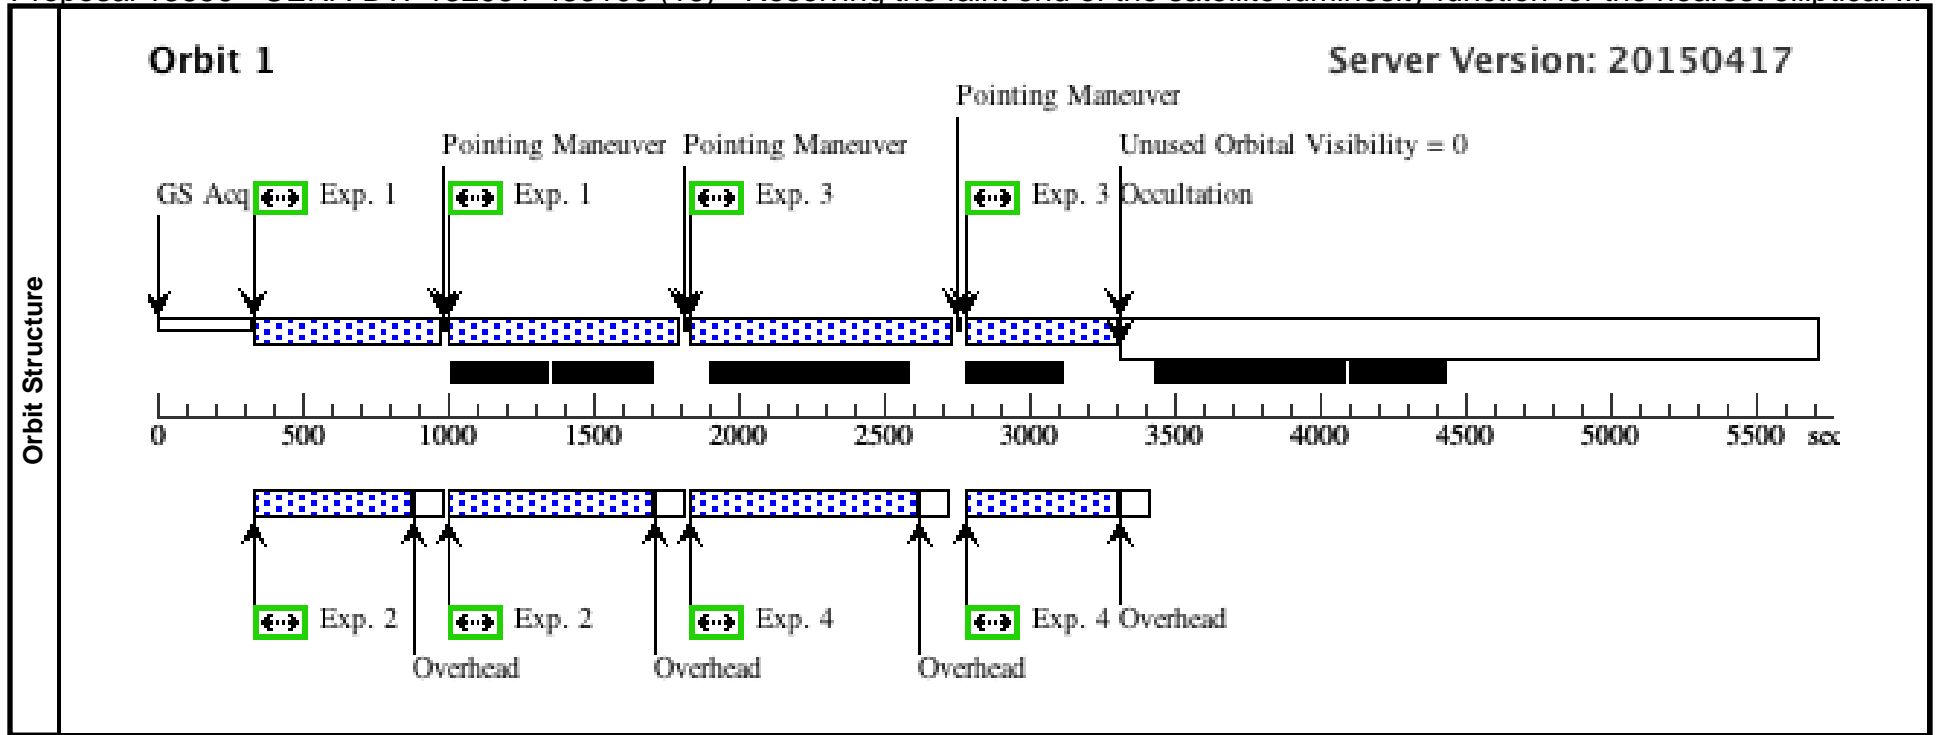 Orbit 1
Server Version: 20150417
Pointing Maneuver
Pointing Maneuver Pointing Maneuver Unused Orbital Visibility = 0
GS Acq Exp. 1 Exp. 1 Exp. 3 Exp. 3 Occultation
Orbit Structure
0 500 1000 1500 2000 2500 3000 3500 4000 4500 5000 5500 sec
Exp. 2 Exp. 2 Exp. 4 Exp. 4 Overhead
Overhead Overhead Overhead